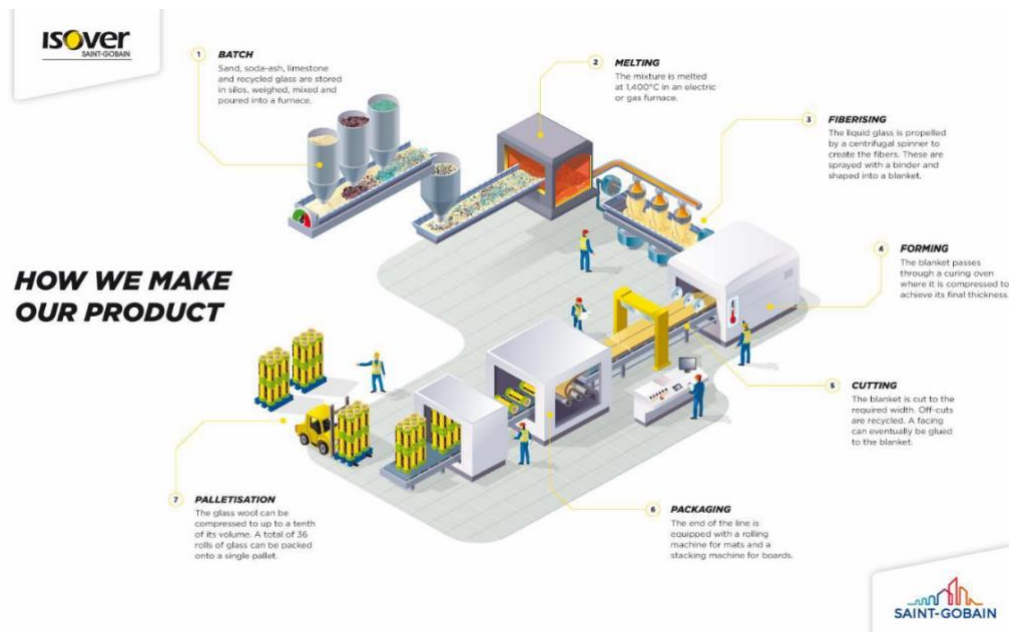 ISOVER
SAINT-GOBAIN
1 BATCH
Sand, soda-ash, limestone
and recycled glass are stored
in silos, weighed, mixed and
poured into a furnace.
2 MELTING
The mixture is melted
at 1,400°C in an electric
or gas furnace.
3 FIBERISING
The liquid glass is propelled
by a centrifugal spinner to
create the fibers. These are
sprayed with a binder and
shaped into a blanket.
HOW WE MAKE
OUR PRODUCT
4 FORMING
The blanket passes
through a curing oven
where it is compressed to
achieve its final thickness.
5 CUTTING
The blanket is cut to the
required width. Off-cuts
are recycled. A facing
can eventually be glued
to the blanket.
6 PACKAGING
The end of the line is
equipped with a rolling
machine for mats and a
stacking machine for boards.
7 PALLETISATION
The glass wool can be
compressed to up to a tenth
of its volume. A total of 36
rolls of glass can be packed
onto a single pallet.
SAINT-GOBAIN